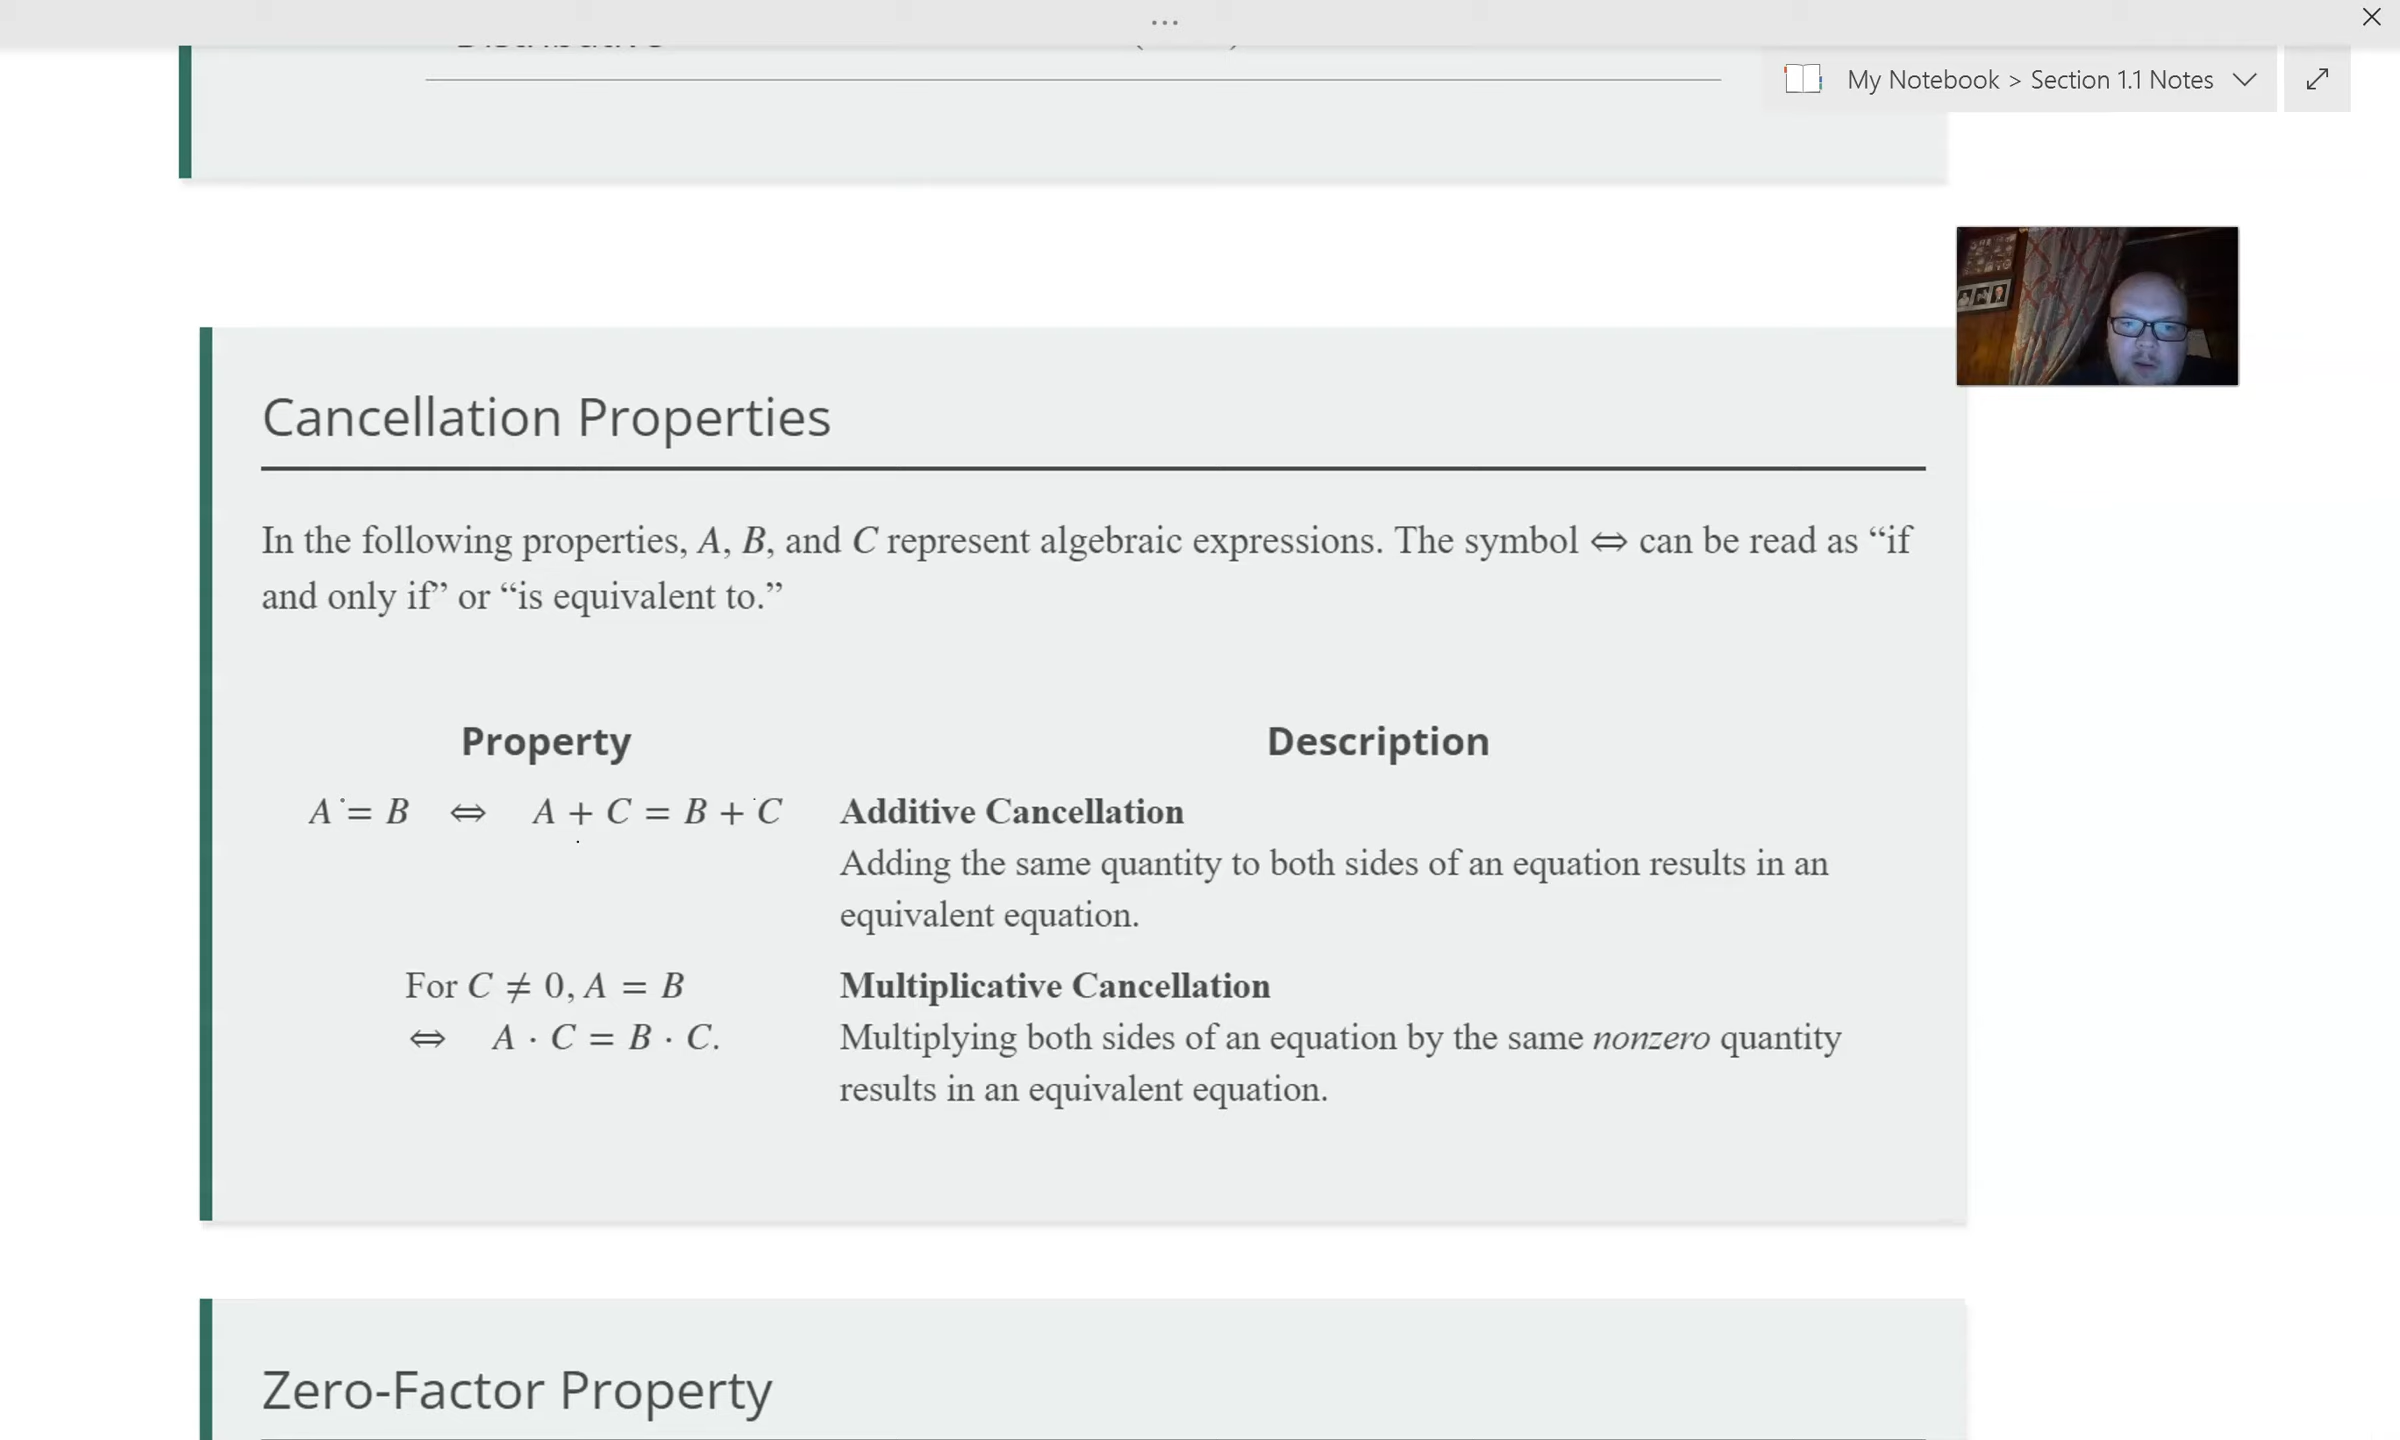 My Notebook > Section 1.1 Notes
Cancellation Properties
In the following properties, A, B, and C represent algebraic expressions. The symbol ⇔ can be read as “if
and only if” or “is equivalent to.”
Property Description
A = B ⇔ A + C = B + C Additive Cancellation
Adding the same quantity to both sides of an equation results in an
equivalent equation.
For C ≠ 0, A = B Multiplicative Cancellation
⇔ A · C = B · C. Multiplying both sides of an equation by the same nonzero quantity
results in an equivalent equation.
Zero-Factor Property